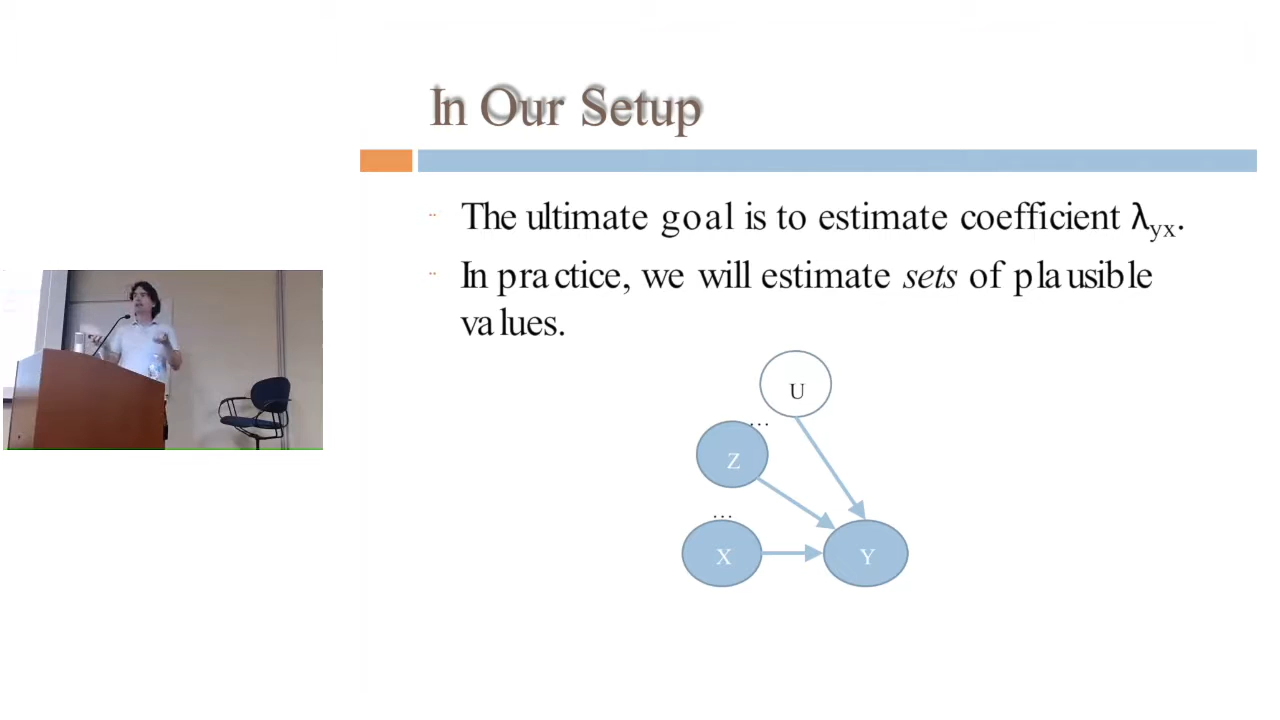 In Our Setup
The ultimate goal is to estimate coefficient λyx.
In practice, we will estimate sets of plausible
values.
U
...
Z
...
X
Y